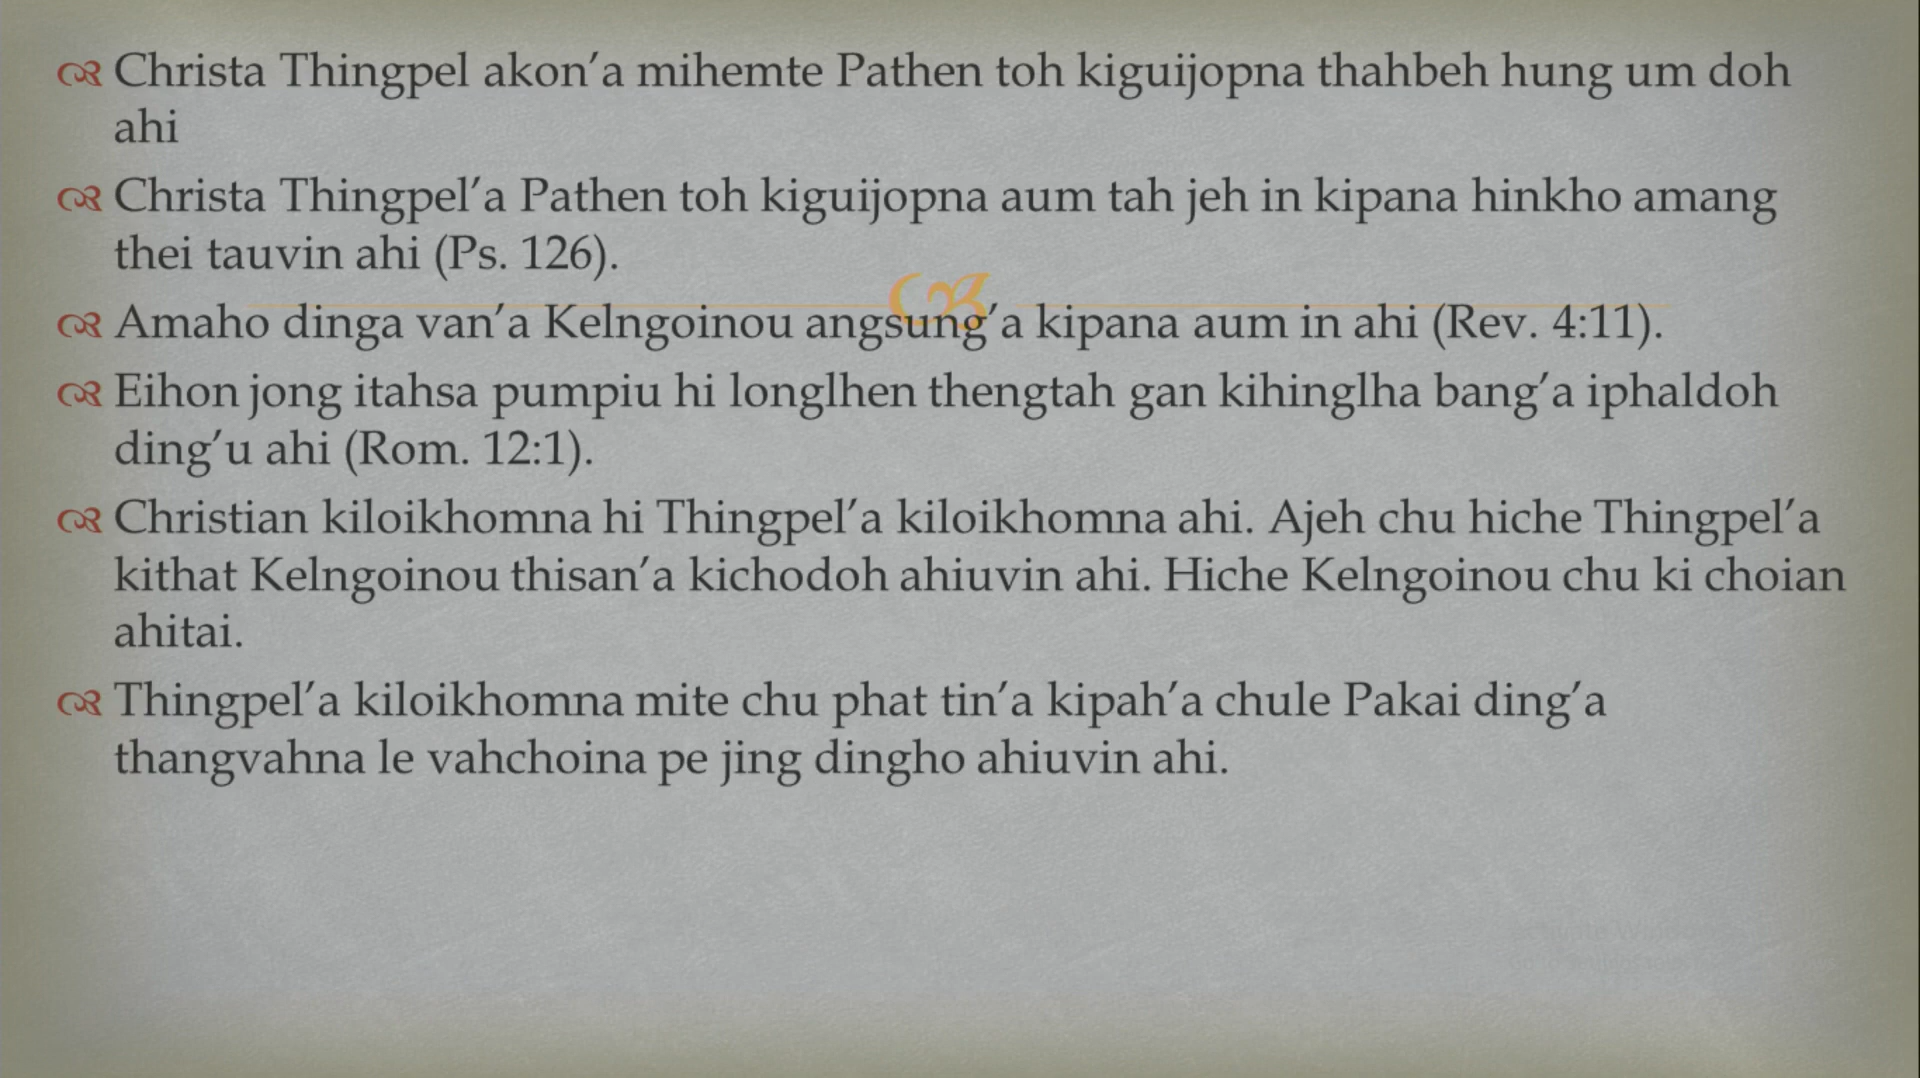 Christa Thingpel akon’a mihemte Pathen toh kiguijopna thahbeh hung um doh
ahi
Christa Thingpel’a Pathen toh kiguijopna aum tah jeh in kipana hinkho amang
thei tauvin ahi (Ps. 126).
Amaho dinga van’a Kelngoinou angsung’a kipana aum in ahi (Rev. 4:11).
Eihon jong itahsa pumpiu hi longlhen thengtah gan kihinglha bang’a iphaldoh
ding’u ahi (Rom. 12:1).
Christian kiloikhomna hi Thingpel’a kiloikhomna ahi. Ajeh chu hiche Thingpel’a
kithat Kelngoinou thisan’a kichodoh ahiuvin ahi. Hiche Kelngoinou chu ki choian
ahitai.
Thingpel’a kiloikhomna mite chu phat tin’a kipah’a chule Pakai ding’a
thangvahna le vahchoina pe jing dingho ahiuvin ahi.